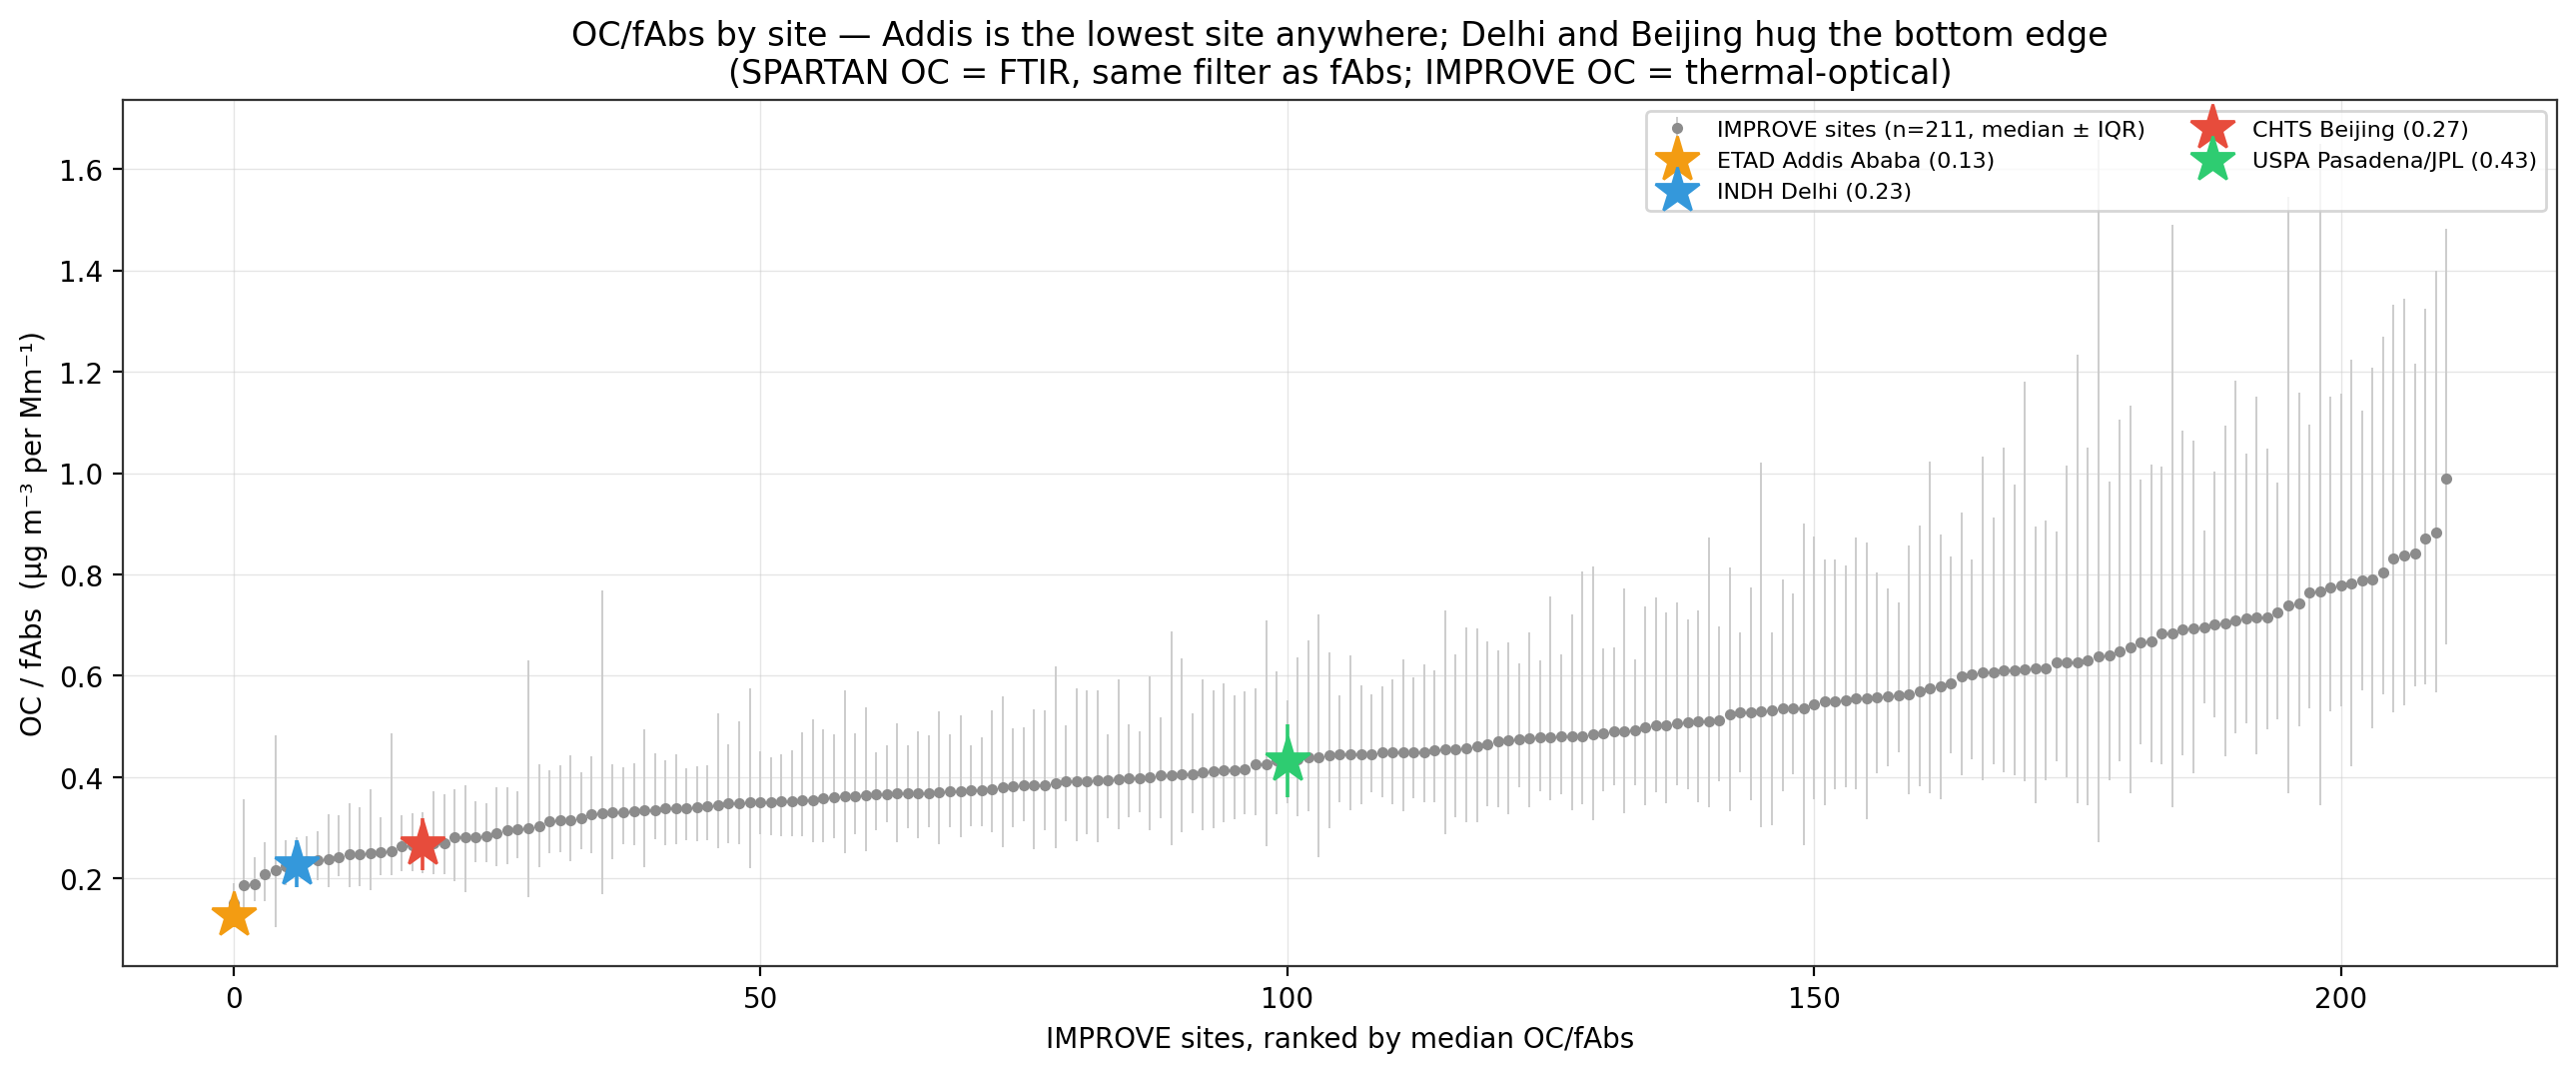 OC/fAbs by site — Addis is the lowest site anywhere; Delhi and Beijing hug the bottom edge
(SPARTAN OC = FTIR, same filter as fAbs; IMPROVE OC = thermal-optical)
IMPROVE sites (n=211, median ± IQR)
ETAD Addis Ababa (0.13)
INDH Delhi (0.23)
CHTS Beijing (0.27)
USPA Pasadena/JPL (0.43)
OC / fAbs (µg m⁻³ per Mm⁻¹)
1.6
1.4
1.2
1.0
0.8
0.6
0.4
0.2
0
50
100
150
200
IMPROVE sites, ranked by median OC/fAbs